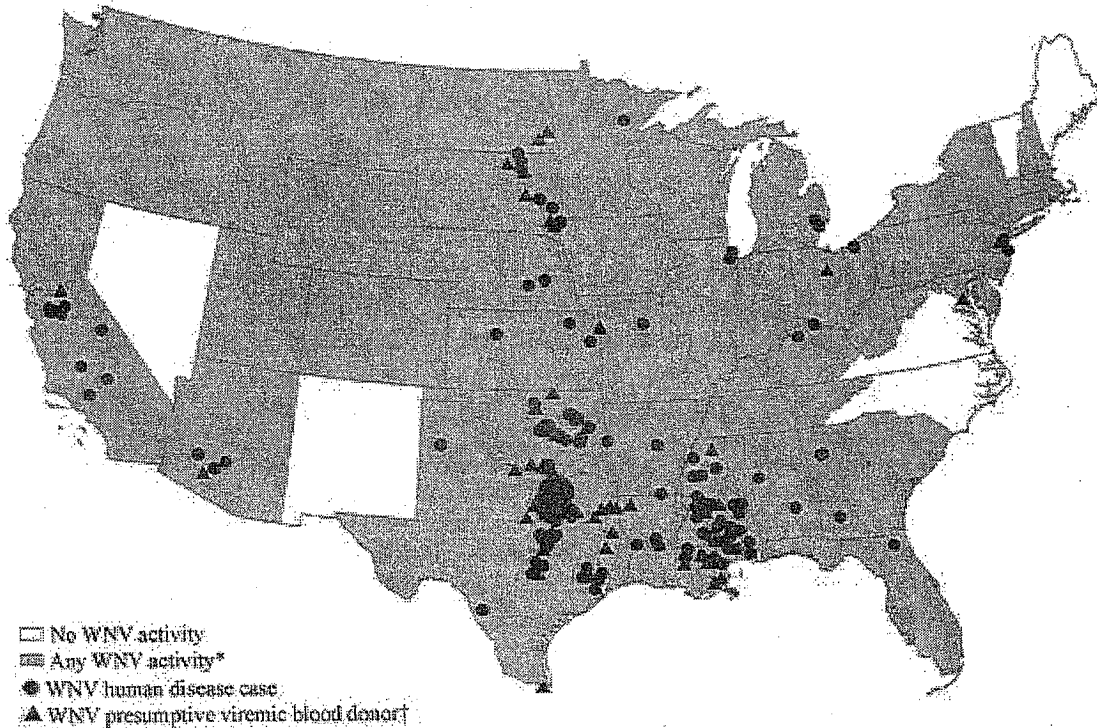 No WNV activity
Any WNV activity*
WNV human disease case
WNV presumptive viremic blood donor†